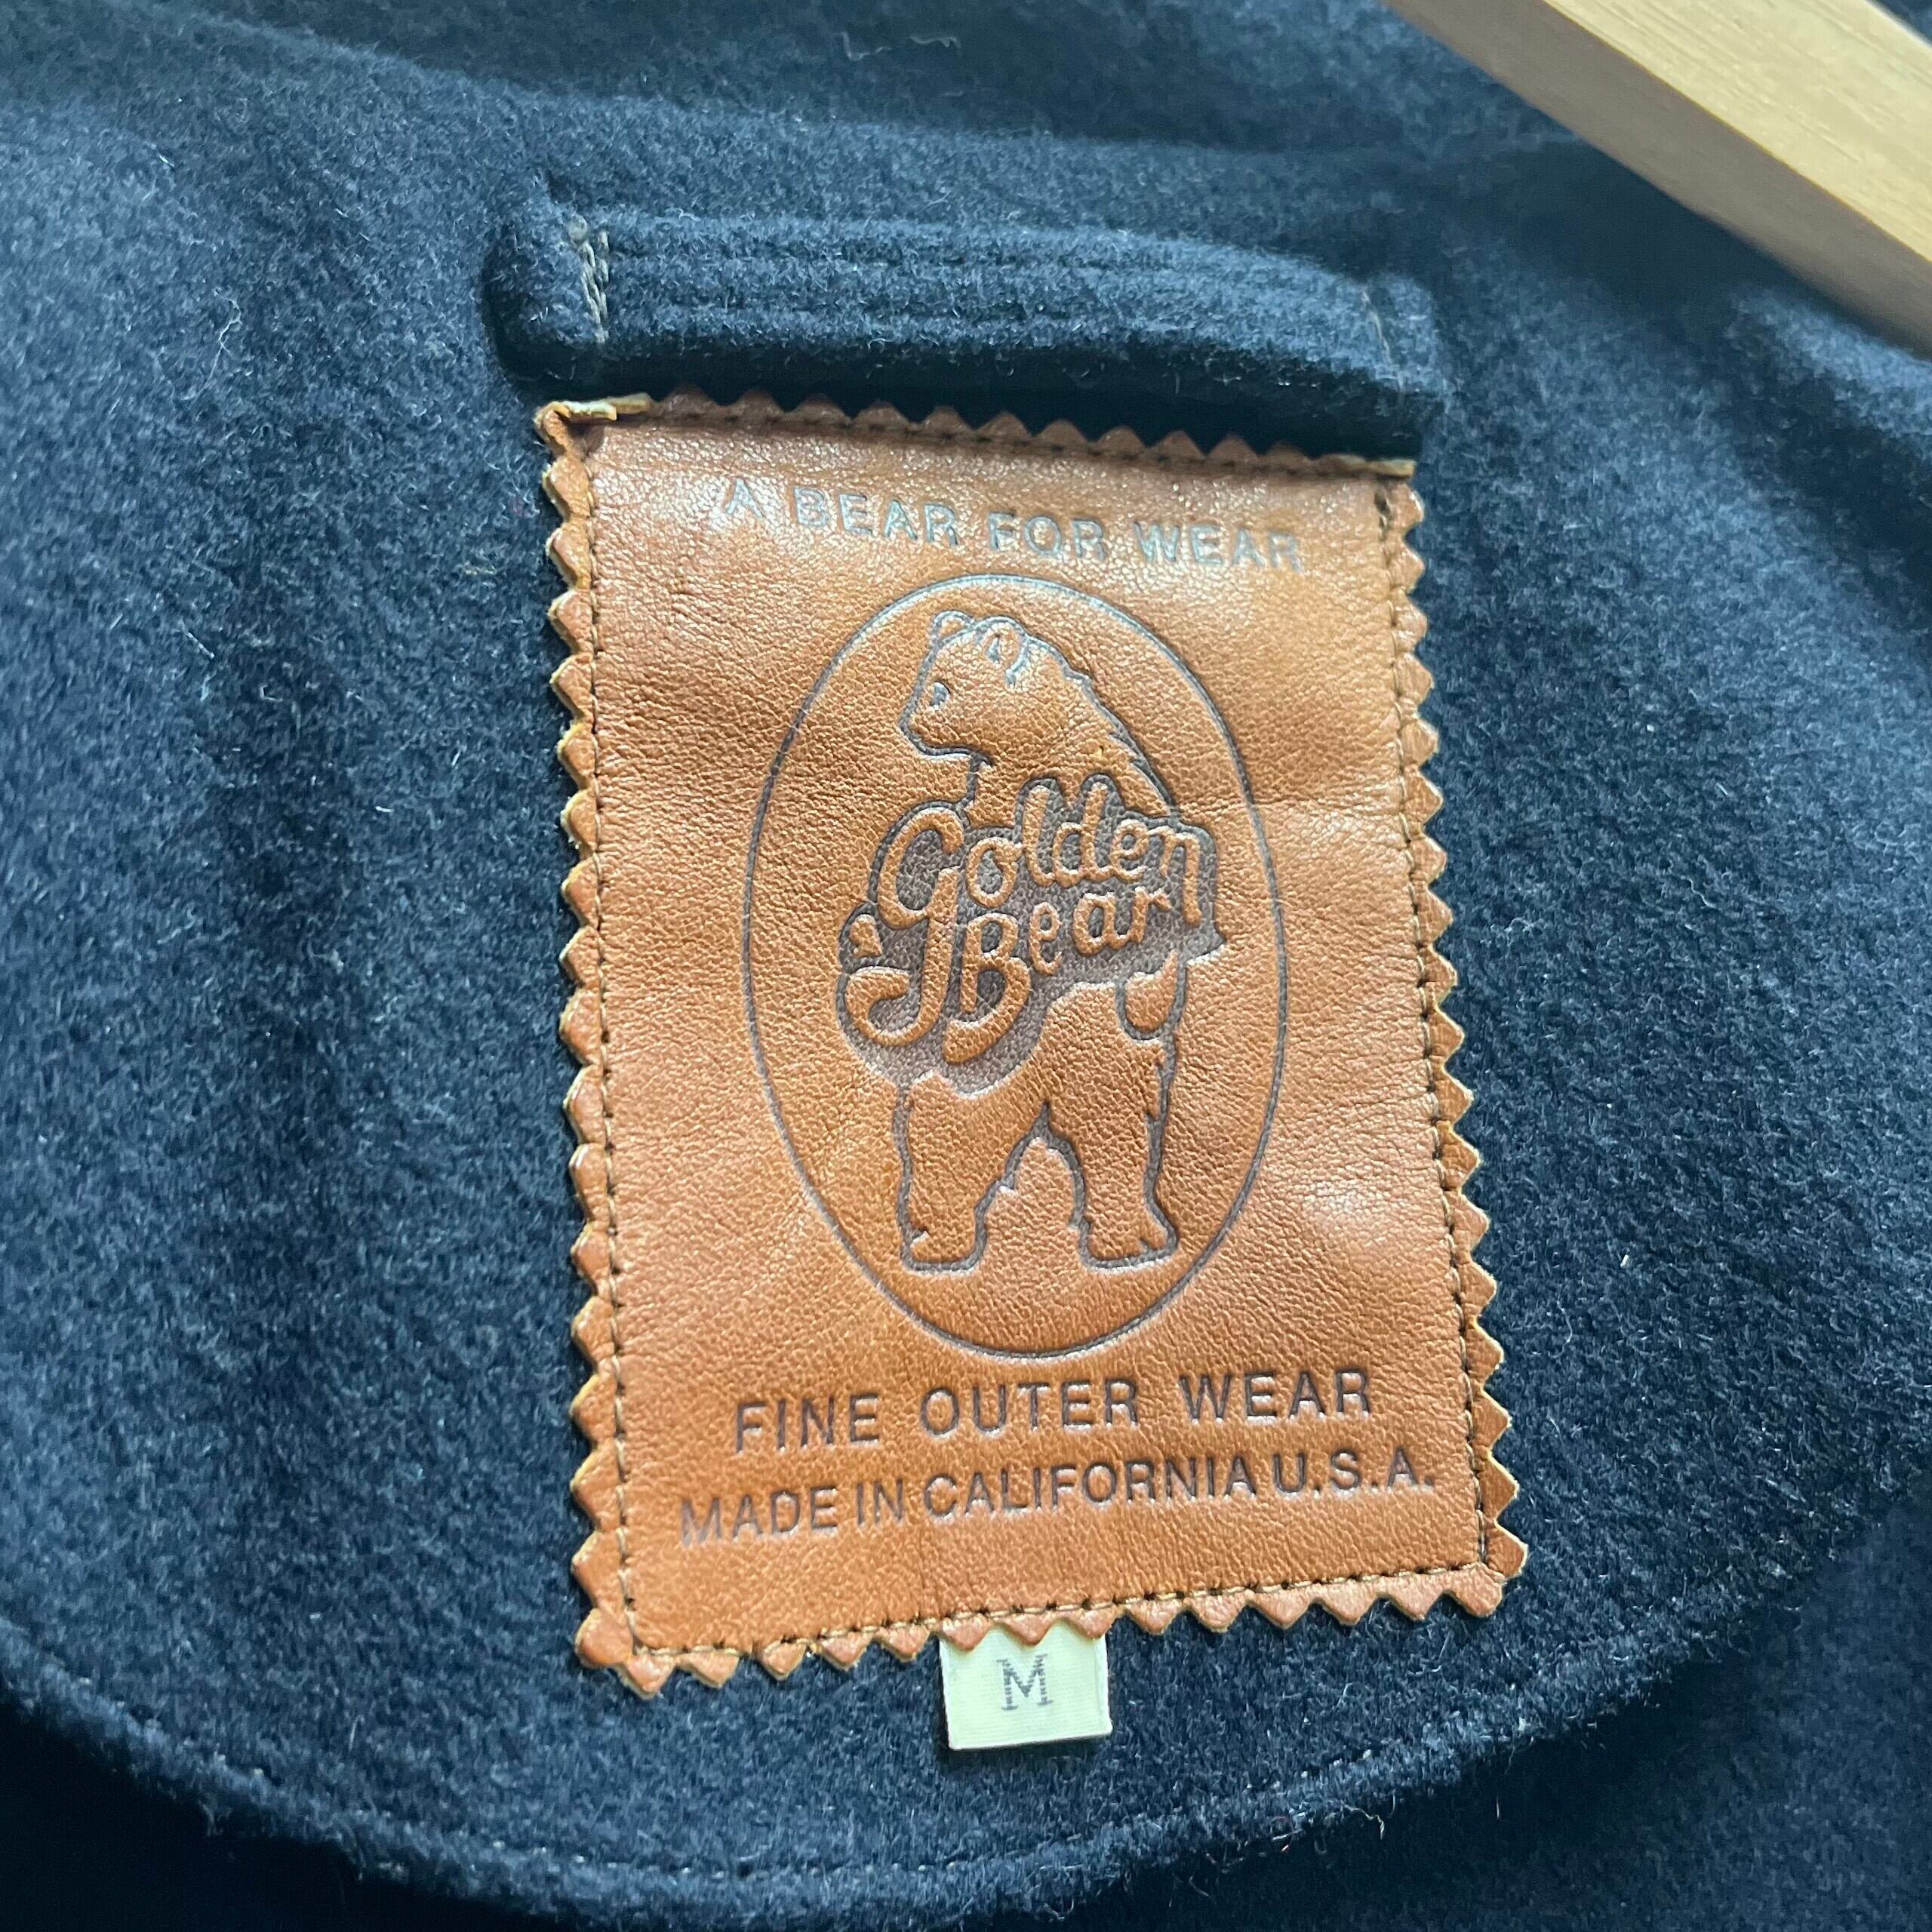 A BEAR FOR WEAR
Golden
Bear
FINE OUTER WEAR
MADE IN CALIFORNIA U.S.A.
M